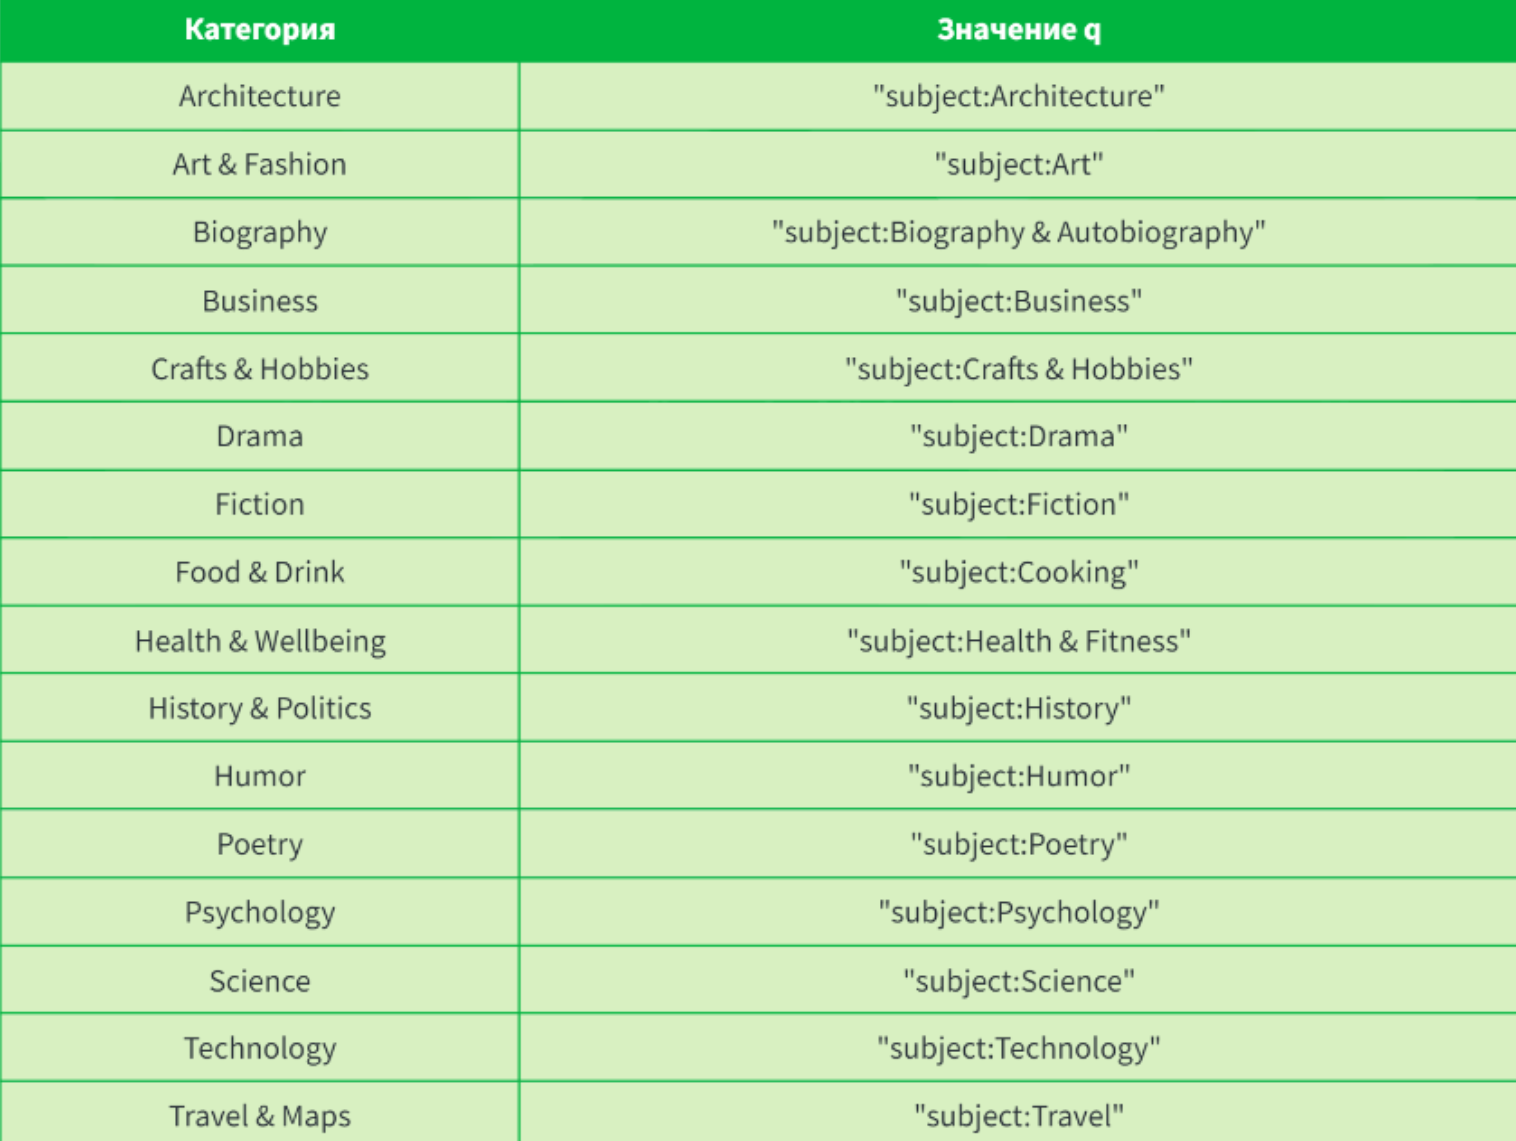 Категория Значение q
Architecture "subject:Architecture"
Art & Fashion "subject:Art"
Biography "subject:Biography & Autobiography"
Business "subject:Business"
Crafts & Hobbies "subject:Crafts & Hobbies"
Drama "subject:Drama"
Fiction "subject:Fiction"
Food & Drink "subject:Cooking"
Health & Wellbeing "subject:Health & Fitness"
History & Politics "subject:History"
Humor "subject:Humor"
Poetry "subject:Poetry"
Psychology "subject:Psychology"
Science "subject:Science"
Technology "subject:Technology"
Travel & Maps "subject:Travel"